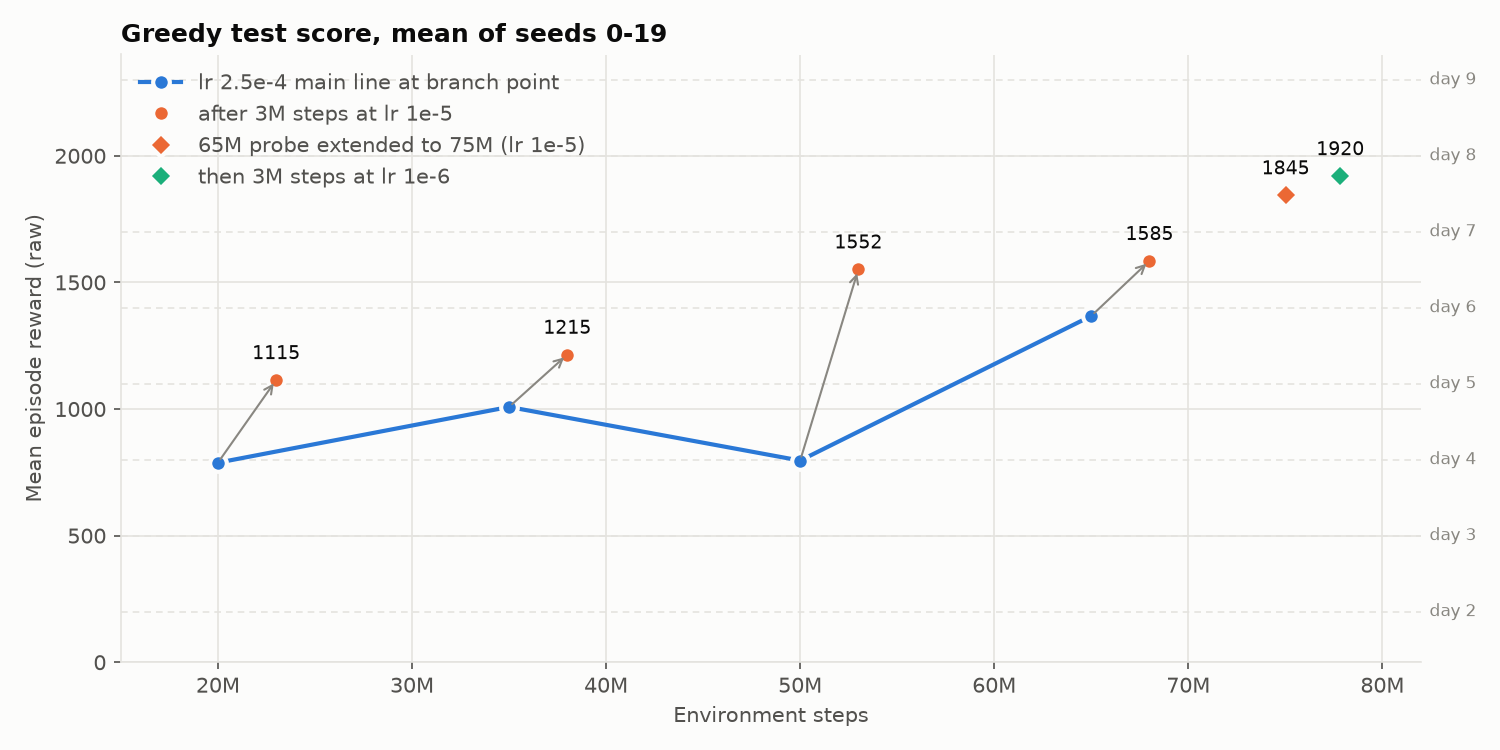 Greedy test score, mean of seeds 0-19
lr 2.5e-4 main line at branch point
after 3M steps at lr 1e-5
65M probe extended to 75M (lr 1e-5)
then 3M steps at lr 1e-6
day 9
day 8
day 7
day 6
day 5
day 4
day 3
day 2
2000
1500
1000
500
0
Mean episode reward (raw)
1115
1215
1552
1585
1845
1920
20M
30M
40M
50M
60M
70M
80M
Environment steps